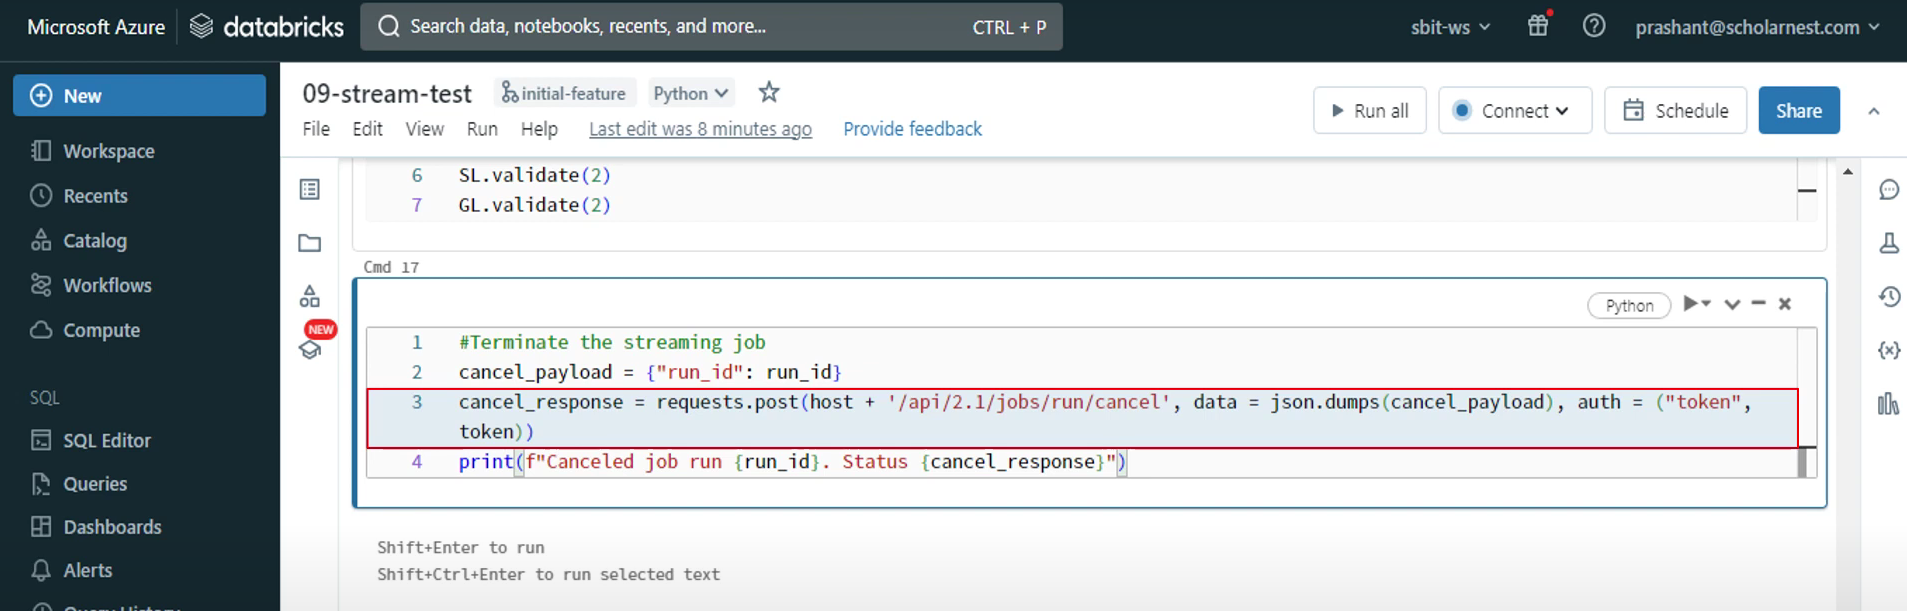 Microsoft Azure databricks Search data, notebooks, recents, and more... CTRL + P sbit-ws prashant@scholarnest.com
New
Workspace
Recents
Catalog
Workflows
Compute
SQL
SQL Editor
Queries
Dashboards
Alerts
Query History
09-stream-test initial-feature Python
File Edit View Run Help Last edit was 8 minutes ago Provide feedback
Run all Connect Schedule Share
NEW
6 SL.validate(2)
7 GL.validate(2)
Cmd 17
Python
1 #Terminate the streaming job
2 cancel_payload = {"run_id": run_id}
3 cancel_response = requests.post(host + '/api/2.1/jobs/run/cancel', data = json.dumps(cancel_payload), auth = ("token",
token))
4 print(f"Canceled job run {run_id}. Status {cancel_response}")
Shift+Enter to run
Shift+Ctrl+Enter to run selected text